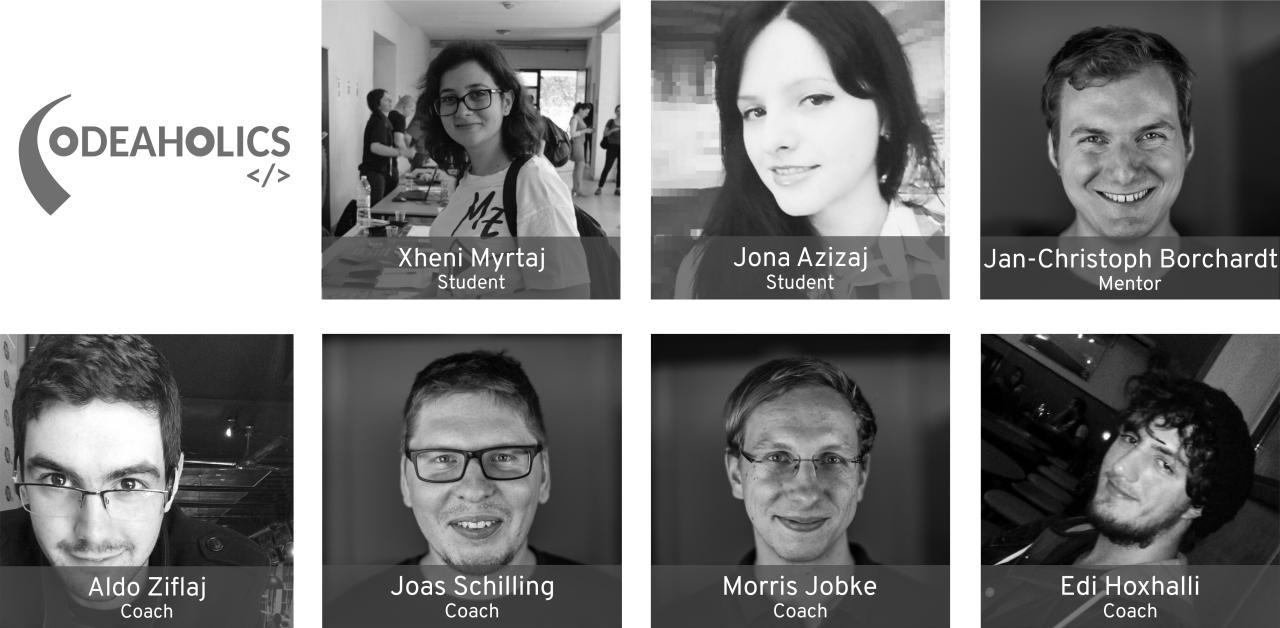 CODEAHOLICS
</>
Xheni Myrtaj
Student
Jona Azizaj
Student
Jan-Christoph Borchardt
Mentor
Aldo Ziflaj
Coach
Joas Schilling
Coach
Morris Jobke
Coach
Edi Hoxhalli
Coach